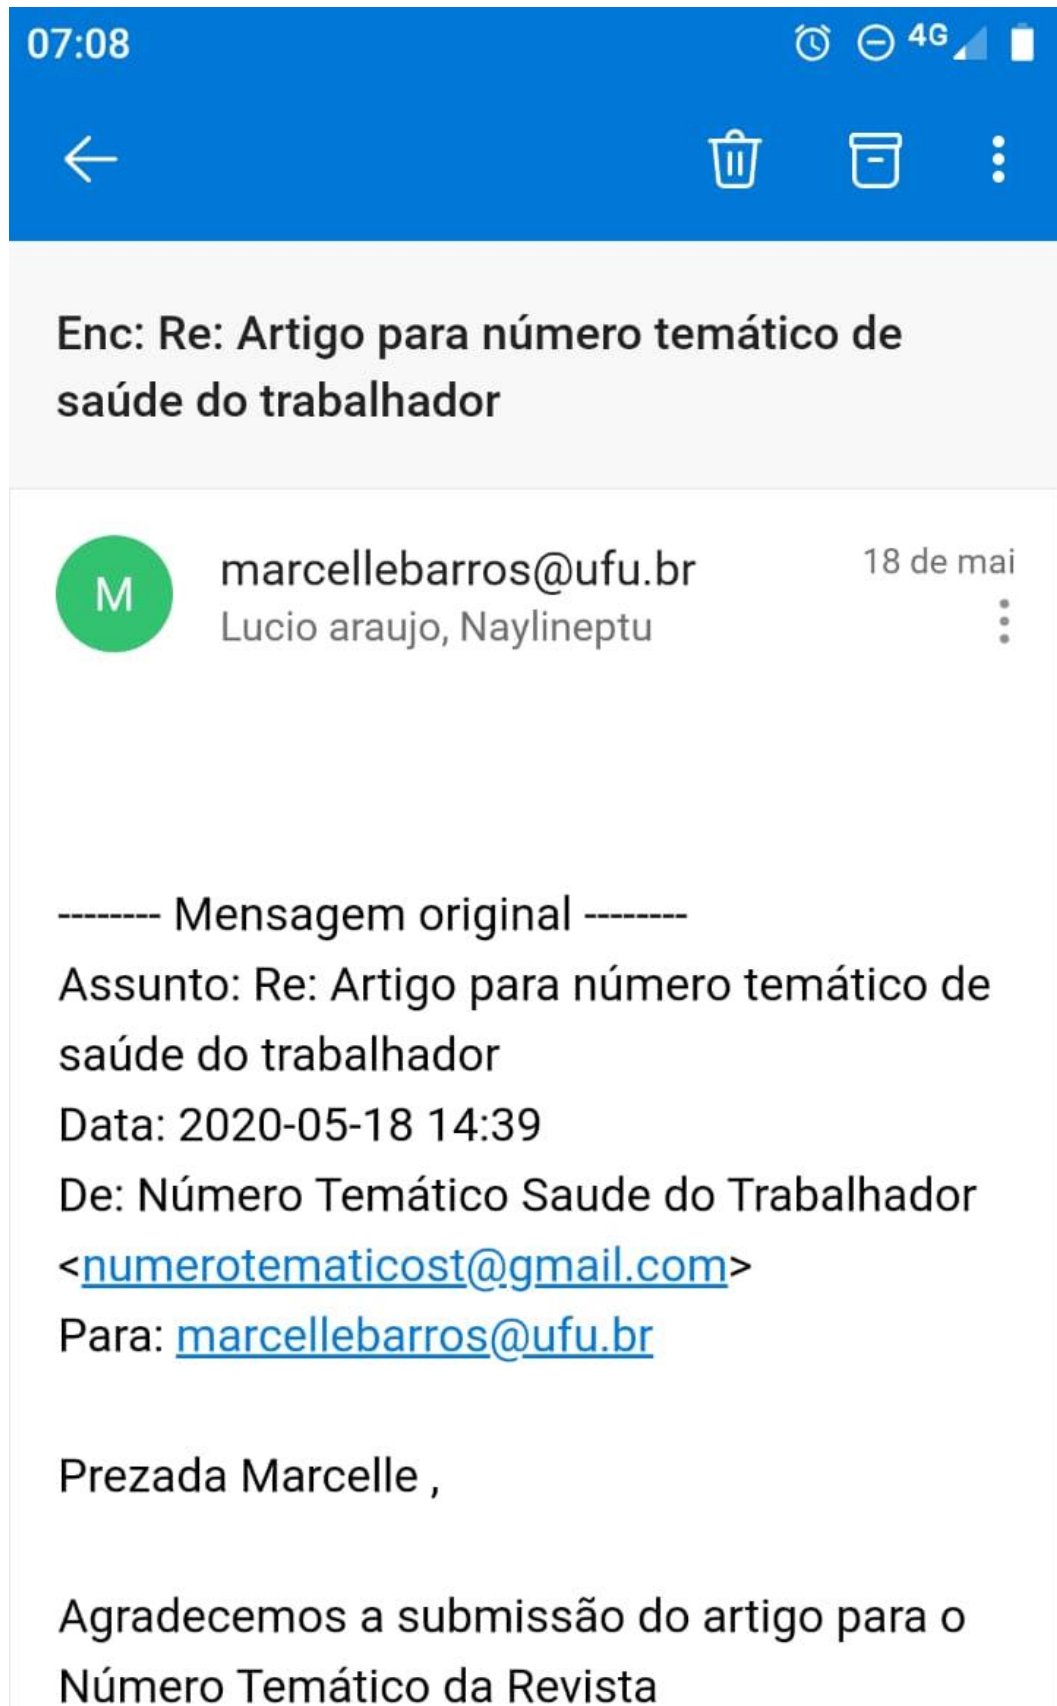 07:08
4G
Enc: Re: Artigo para número temático de
saúde do trabalhador
M
marcellebarros@ufu.br
18 de mai
Lucio araujo, Naylineptu
-------- Mensagem original --------
Assunto: Re: Artigo para número temático de
saúde do trabalhador
Data: 2020-05-18 14:39
De: Número Temático Saude do Trabalhador
<numerotematicost@gmail.com>
Para: marcellebarros@ufu.br
Prezada Marcelle ,
Agradecemos a submissão do artigo para o
Número Temático da Revista